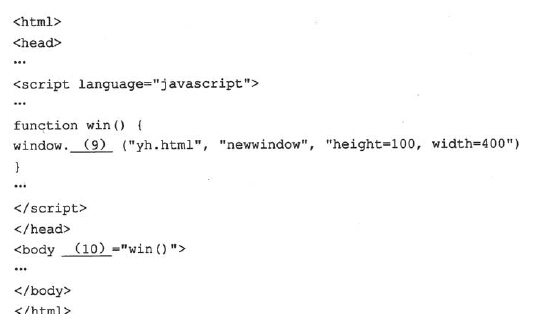 <html>
<head>
…
<script language="javascript">
…
function win() {
window. (9) ("yh.html", "newwindow", "height=100, width=400")
}
…
</script>
</head>
<body (10)="win()">
…
</body>
</html>